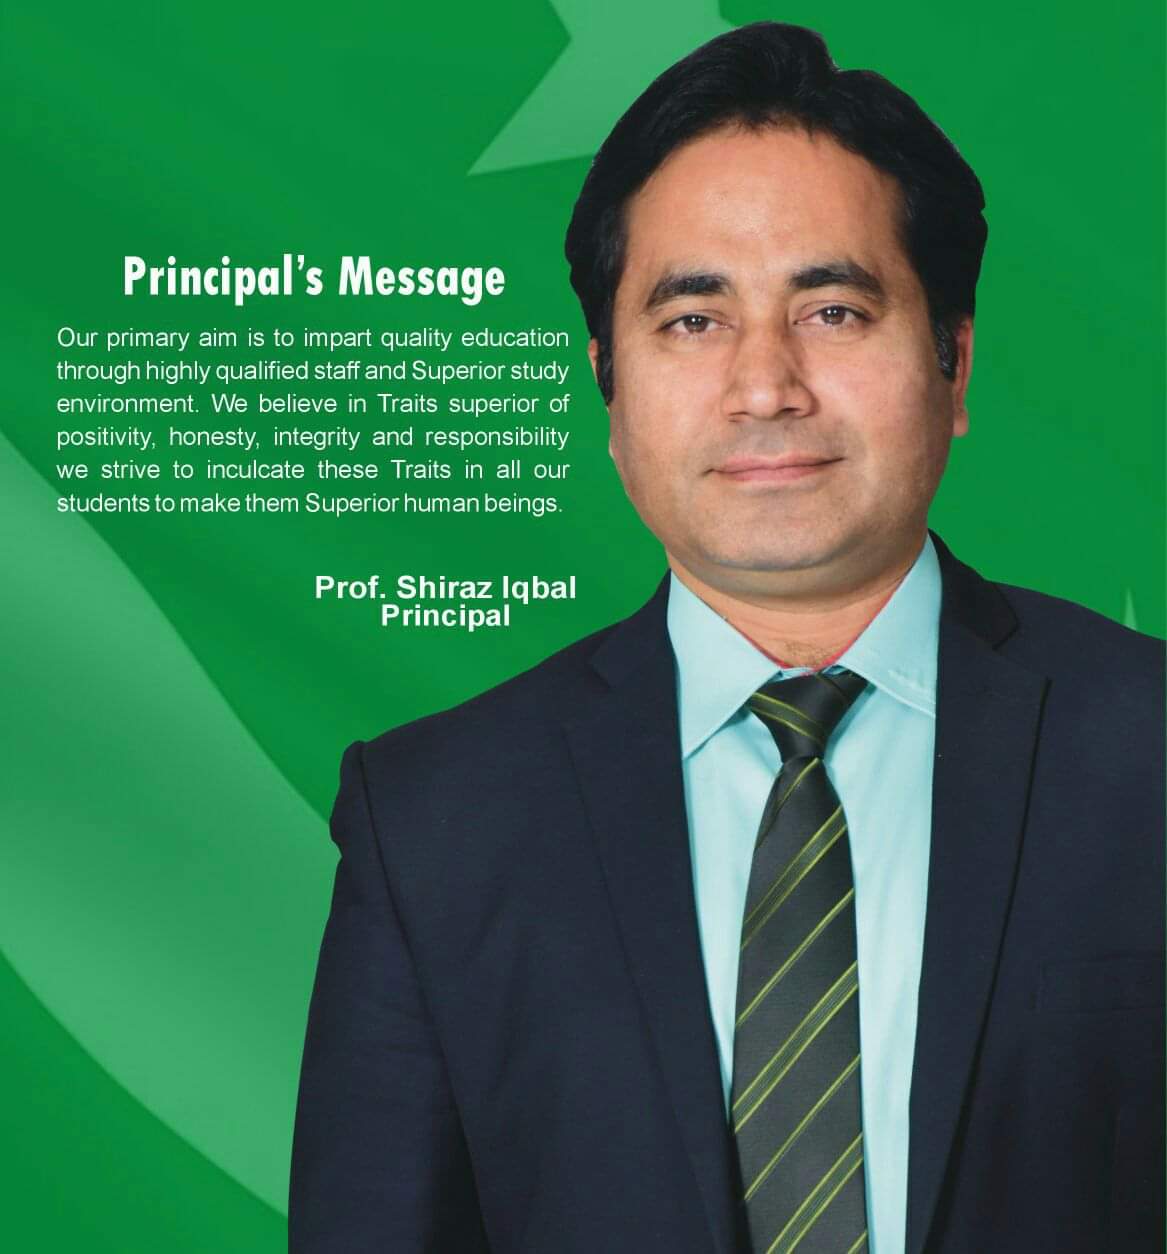 Principal's Message
Our primary aim is to impart quality education
through highly qualified staff and Superior study
environment. We believe in Traits superior of
positivity, honesty, integrity and responsibility
we strive to inculcate these Traits in all our
students to make them Superior human beings.
Prof. Shiraz Iqbal
Principal